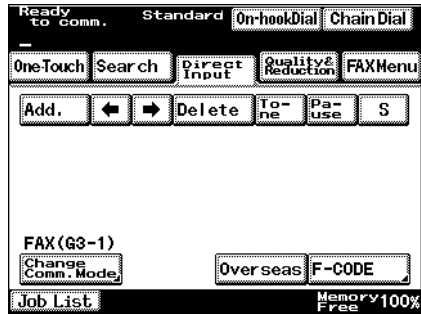 Ready to comm. Standard On-hookDial Chain Dial
One-Touch Search Direct Input Quality& Reduction FAXMenu
Add. ← → Delete To- ne Pa- use S
FAX(G3-1)
Change Comm.Mode Overseas F-CODE
Job List Memory Free 100%